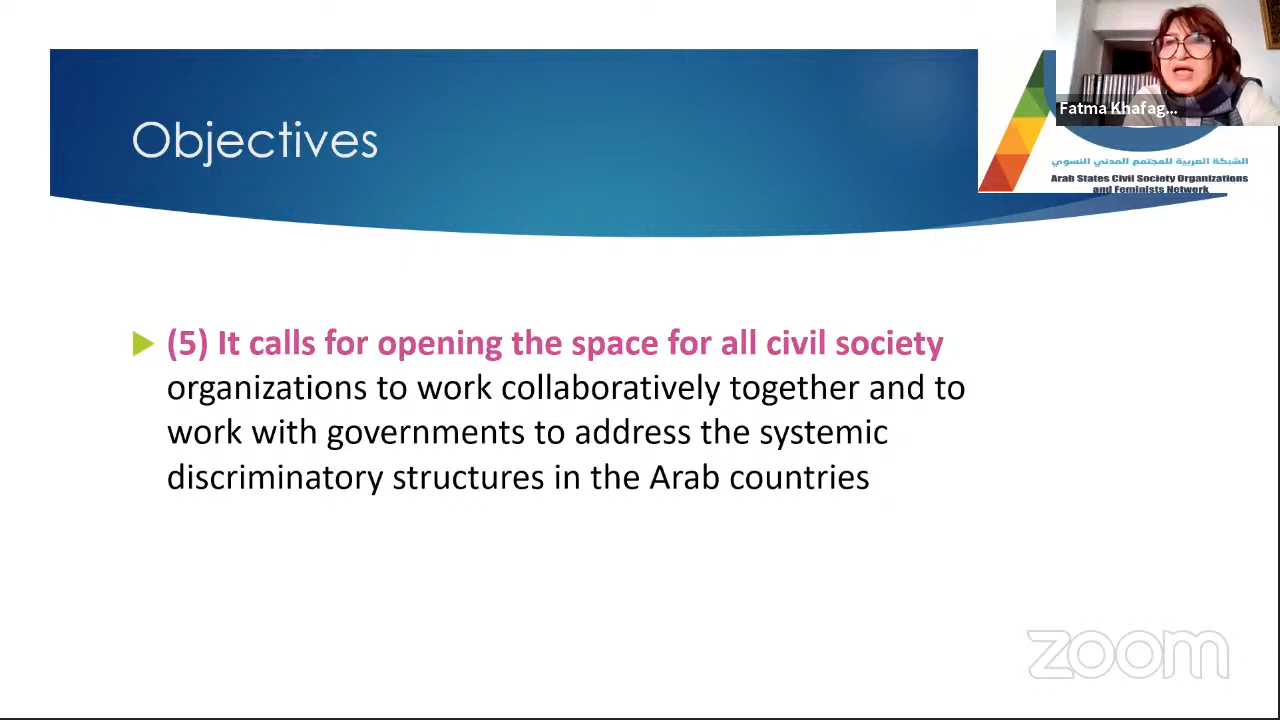 Objectives
Fatma Khafag...
الشبكة العربية للمجتمع المدني النسوي
Arab States Civil Society Organizations
and Feminists Network
(5) It calls for opening the space for all civil society
organizations to work collaboratively together and to
work with governments to address the systemic
discriminatory structures in the Arab countries
zoom